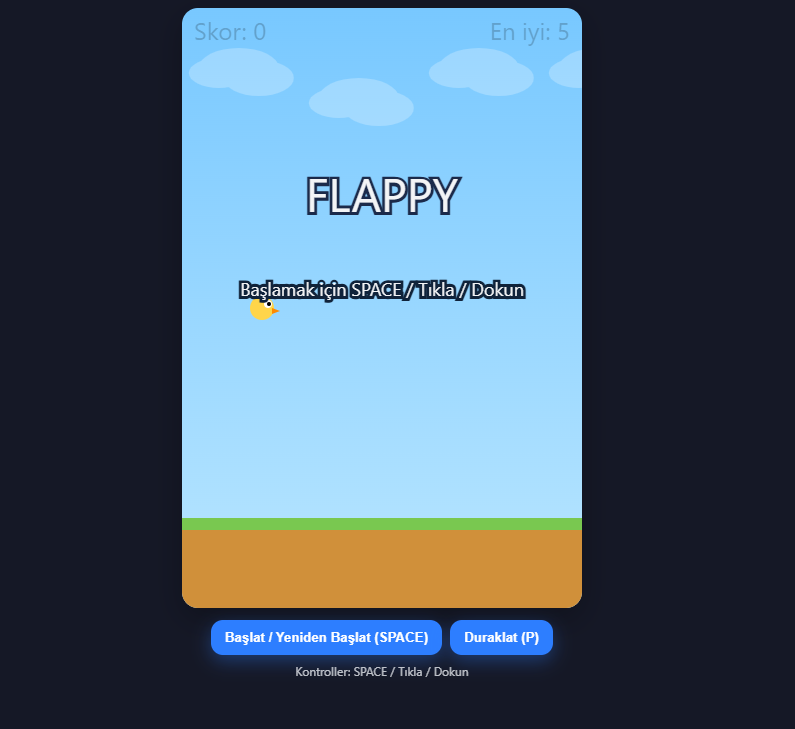 Skor: 0
En iyi: 5
FLAPPY
Başlamak için SPACE / Tıkla / Dokun
Başlat / Yeniden Başlat (SPACE)
Duraklat (P)
Kontroller: SPACE / Tıkla / Dokun